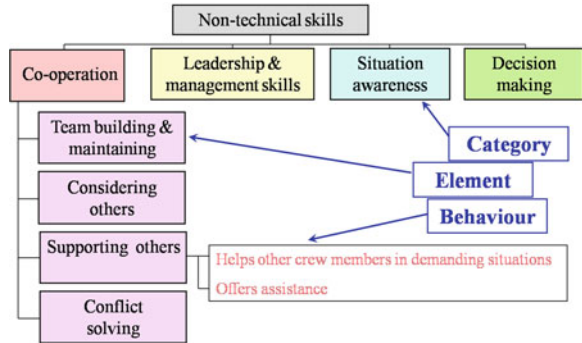 Non-technical skills
Co-operation
Leadership &
management skills
Situation
awareness
Decision
making
Team building &
maintaining
Category
Element
Considering
others
Behaviour
Supporting others
Helps other crew members in demanding situations
Offers assistance
Conflict
solving